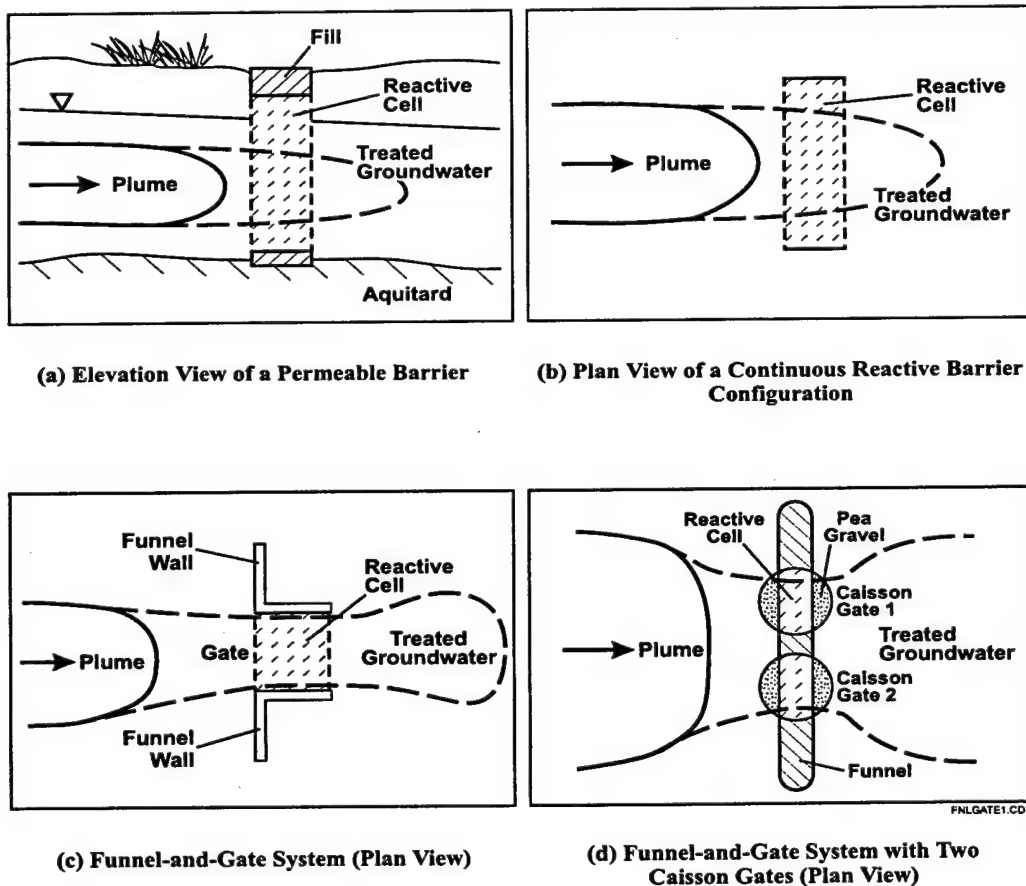 Fill
Reactive
Cell
Treated
Groundwater
Plume
Aquitard
(a) Elevation View of a Permeable Barrier
Reactive
Cell
Plume
Treated
Groundwater
(b) Plan View of a Continuous Reactive Barrier
Configuration
Funnel
Wall
Reactive
Cell
Plume
Gate
Treated
Groundwater
Funnel
Wall
(c) Funnel-and-Gate System (Plan View)
Reactive
Cell
Pea
Gravel
Caisson
Gate 1
Plume
Treated
Groundwater
Caisson
Gate 2
Funnel
FNLGATE1.CD
(d) Funnel-and-Gate System with Two
Caisson Gates (Plan View)